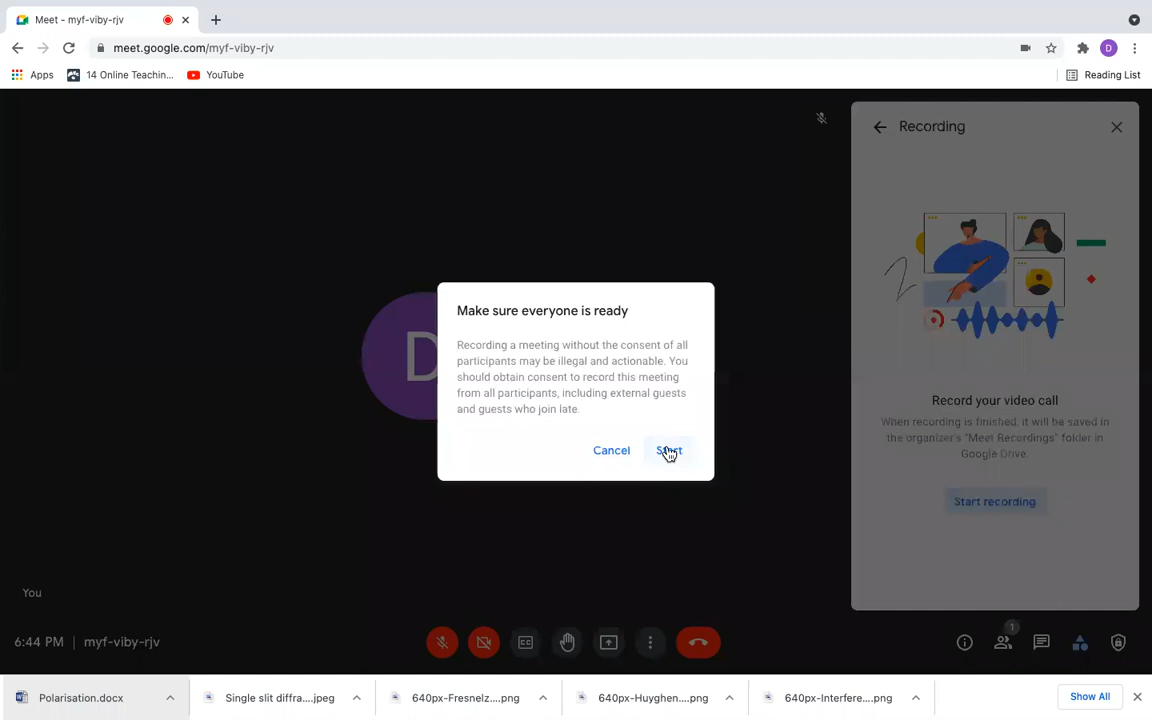 Meet - myf-viby-rjv
meet.google.com/myf-viby-rjv
D
Apps
14 Online Teachin...
YouTube
Reading List
Recording
D
Make sure everyone is ready
Recording a meeting without the consent of all
participants may be illegal and actionable. You
should obtain consent to record this meeting
from all participants, including external guests
and guests who join late.
Cancel
Start
Record your video call
When recording is finished, it will be saved in
the organizer's "Meet Recordings" folder in
Google Drive.
Start recording
You
6:44 PM | myf-viby-rjv
CC
1
Polarisation.docx
Single slit diffra....jpeg
640px-Fresnelz....png
640px-Huyghen....png
640px-Interfere....png
Show All